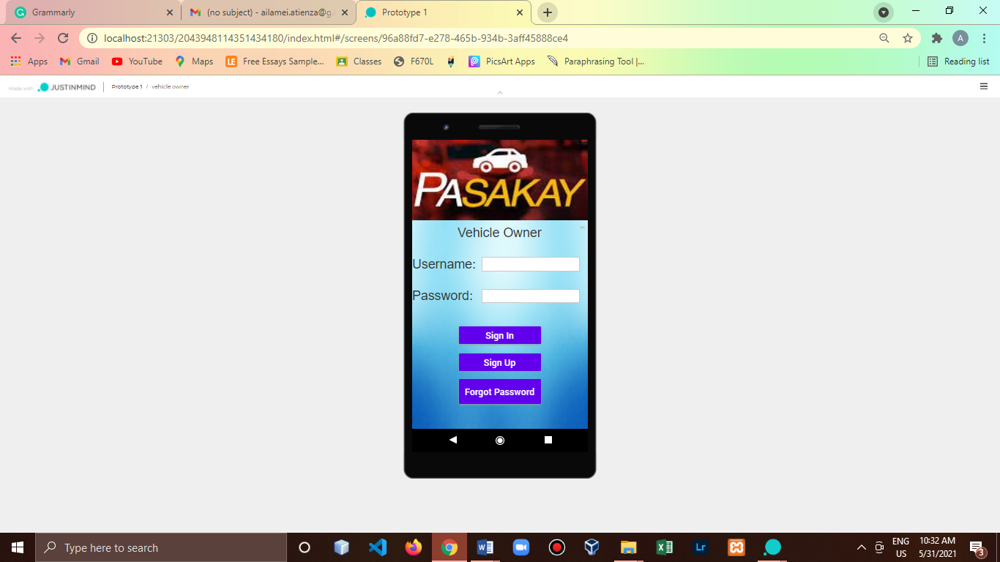 Grammarly
(no subject) - ailamei.atienza@g.
Prototype 1
localhost:21303/2043948114351434180/index.html#/screens/96a88fd7-e278-465b-934b-3aff45888ce4
A
Apps
Gmail
YouTube
Maps
LE
Free Essays Sample...
Classes
F670L
PicsArt Apps
Paraphrasing Tool |...
Reading list
Made with JUSTINMIND
Prototype 1 / vehicle owner
PASAKAY
Vehicle Owner
Username:
Password:
Sign In
Sign Up
Forgot Password
Type here to search
Lr
ENG
US
10:32 AM
5/31/2021
3